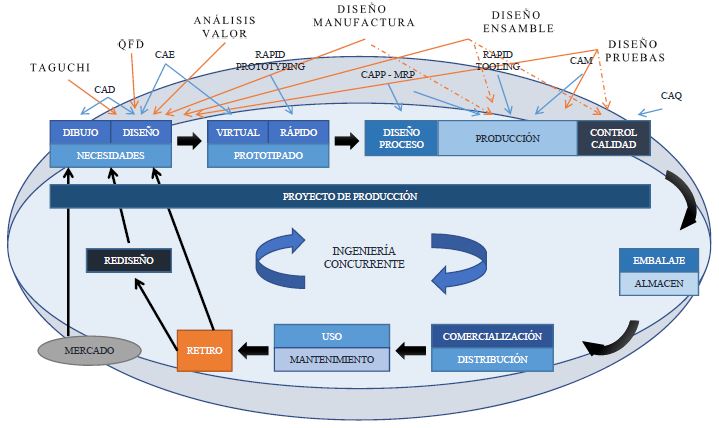 DISEÑO
MANUFACTURA
DISEÑO
ENSAMBLE
ANÁLISIS
VALOR
QFD
TAGUCHI
DISEÑO
PRUEBAS
CAD
CAE
RAPID
PROTOTYPING
CAPP - MRP
RAPID
TOOLING
CAM
CAQ
DIBUJO
DISEÑO
NECESIDADES
VIRTUAL
RÁPIDO
PROTOTIPADO
DISEÑO
PROCESO
PRODUCCIÓN
CONTROL
CALIDAD
PROYECTO DE PRODUCCIÓN
REDISEÑO
INGENIERÍA
CONCURRENTE
EMBALAJE
ALMACEN
MERCADO
RETIRO
USO
MANTENIMIENTO
COMERCIALIZACIÓN
DISTRIBUCIÓN